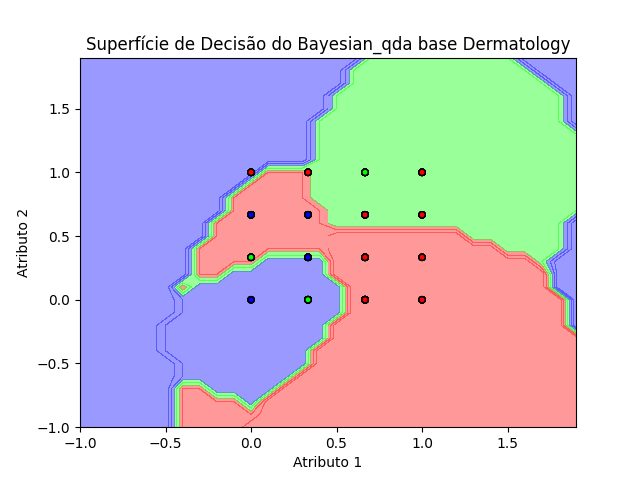 Superfície de Decisão do Bayesian_qda base Dermatology
1.5
1.0
0.5
0.0
−0.5
−1.0
Atributo 2
−1.0 −0.5 0.0 0.5 1.0 1.5
Atributo 1